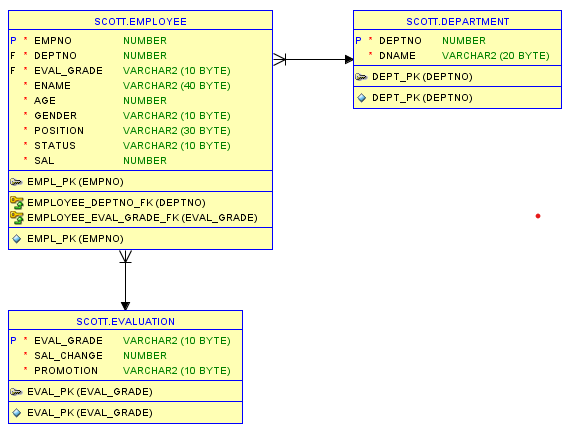 SCOTT.EMPLOYEE
P * EMPNO NUMBER
F * DEPTNO NUMBER
F * EVAL_GRADE VARCHAR2 (10 BYTE)
* ENAME VARCHAR2 (40 BYTE)
* AGE NUMBER
* GENDER VARCHAR2 (10 BYTE)
* POSITION VARCHAR2 (30 BYTE)
* STATUS VARCHAR2 (10 BYTE)
* SAL NUMBER
EMPL_PK (EMPNO)
EMPLOYEE_DEPTNO_FK (DEPTNO)
EMPLOYEE_EVAL_GRADE_FK (EVAL_GRADE)
EMPL_PK (EMPNO)
SCOTT.DEPARTMENT
P * DEPTNO NUMBER
* DNAME VARCHAR2 (20 BYTE)
DEPT_PK (DEPTNO)
DEPT_PK (DEPTNO)
SCOTT.EVALUATION
P * EVAL_GRADE VARCHAR2 (10 BYTE)
* SAL_CHANGE NUMBER
* PROMOTION VARCHAR2 (10 BYTE)
EVAL_PK (EVAL_GRADE)
EVAL_PK (EVAL_GRADE)